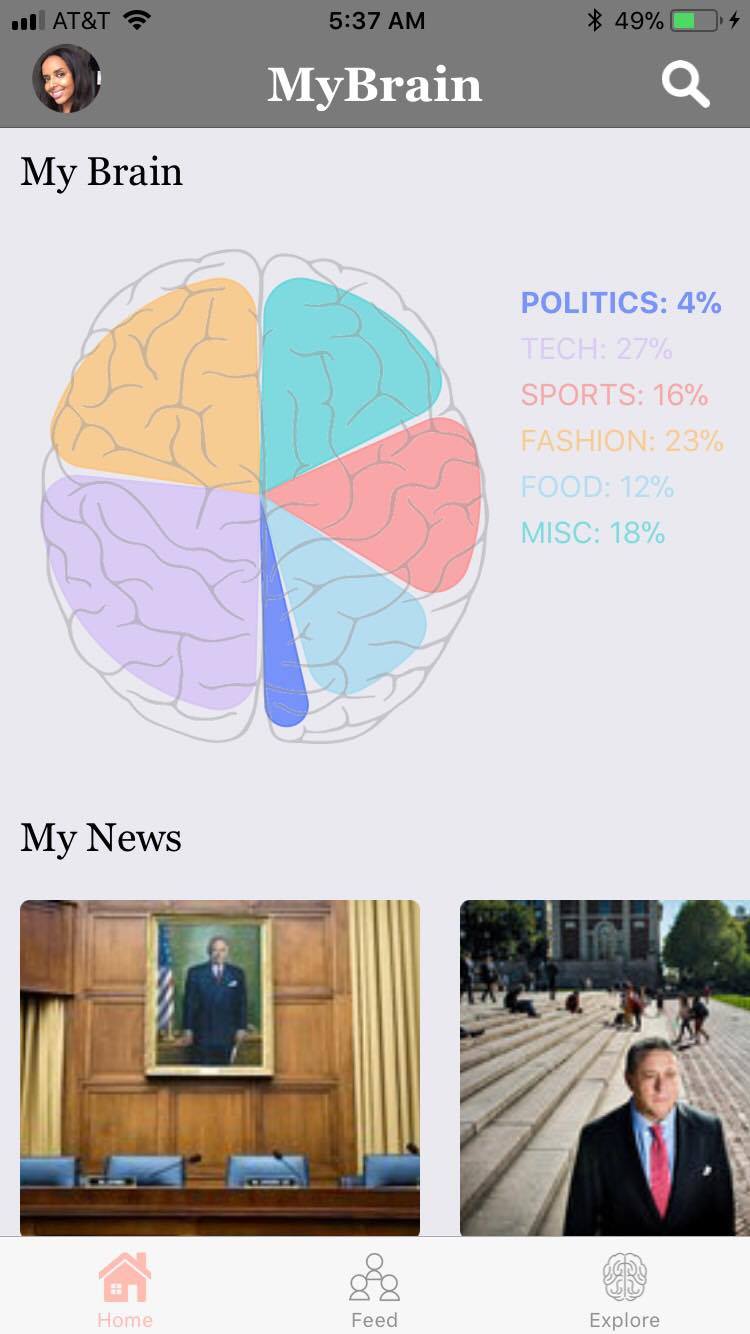 AT&T 5:37 AM 49%
MyBrain
My Brain
POLITICS: 4%
TECH: 27%
SPORTS: 16%
FASHION: 23%
FOOD: 12%
MISC: 18%
My News
Home Feed Explore